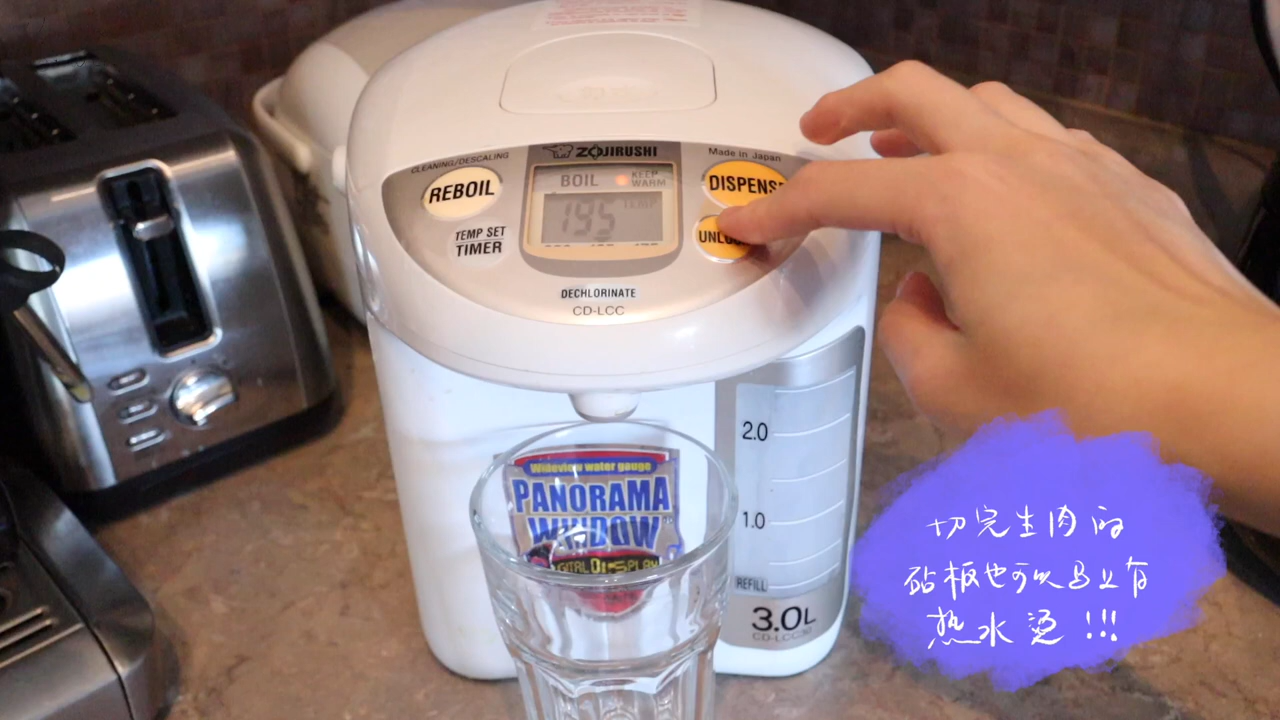 ZOJIRUSHI
Made in Japan
CLEANING/DESCALING
REBOIL
BOIL
KEEP
WARM
DISPENSE
195
TEMP
TEMP SET
TIMER
DECHLORINATE
CD-LCC
Wideview water gauge
PANORAMA
WINDOW
DIGITAL DISPLAY
2.0
1.0
REFILL
3.0L
CD-LCC30
切完生肉的
砧板也可以马上有
热水烫!!!